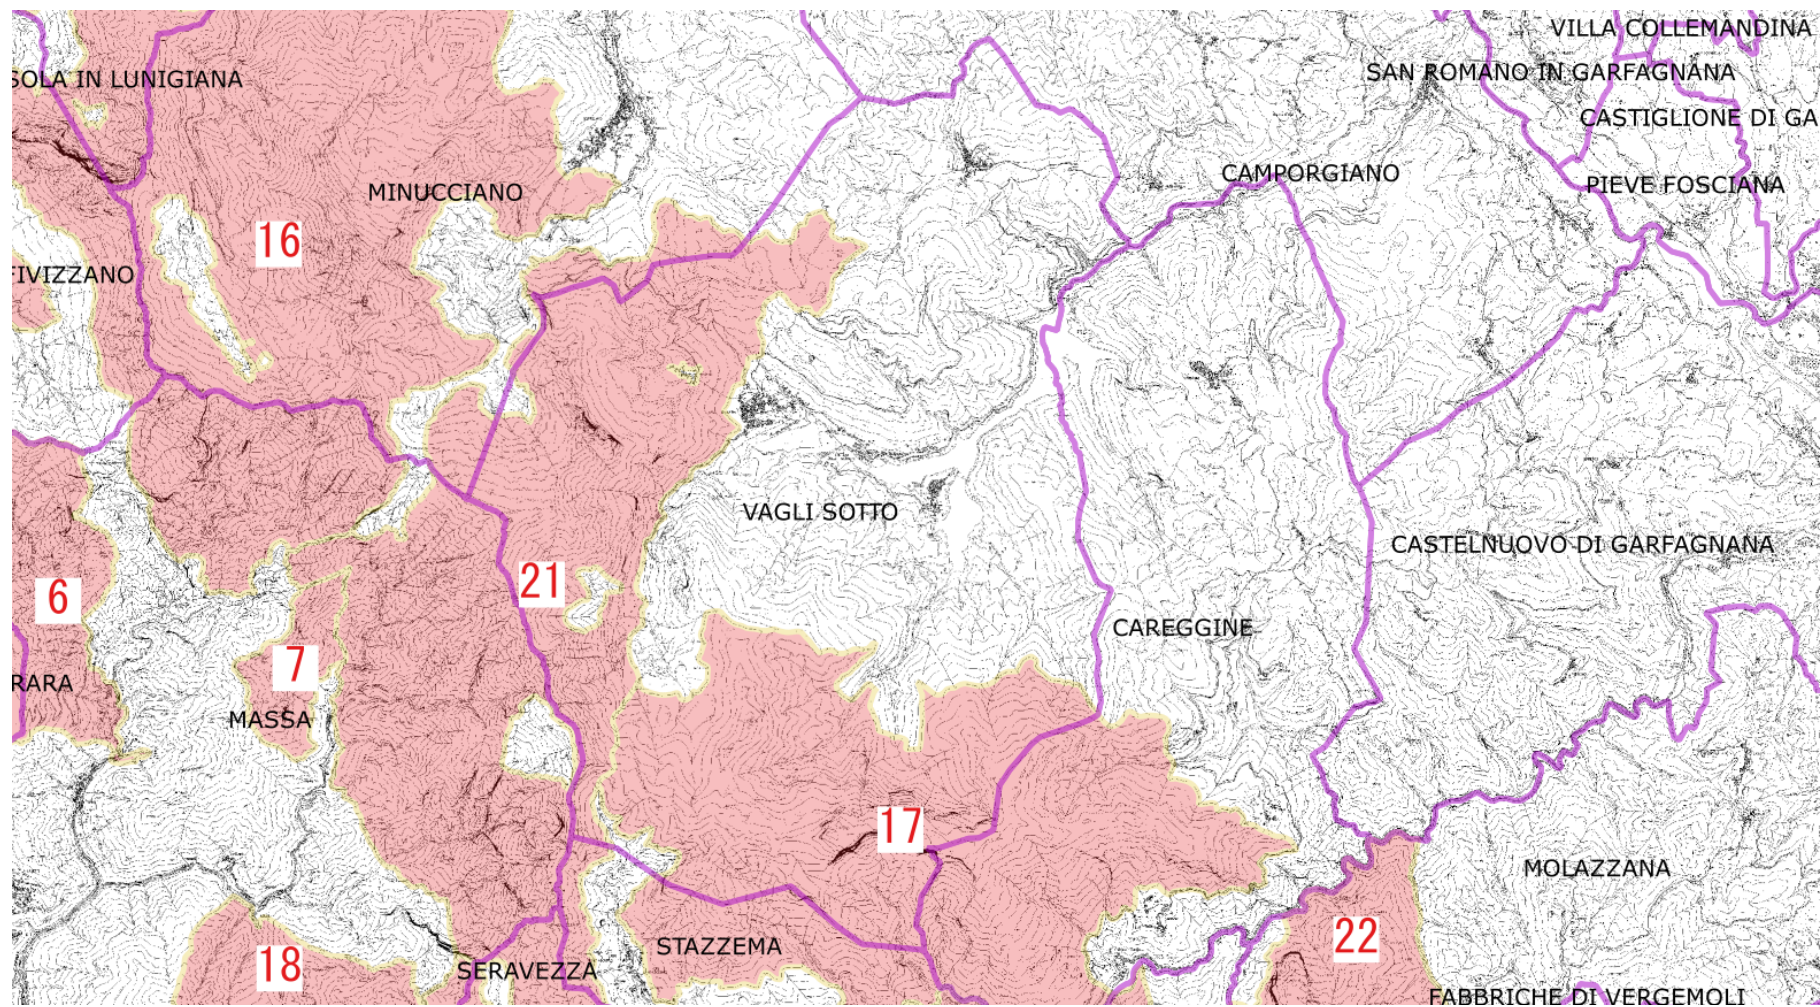 VILLA COLLEMANDINA
SOLA IN LUNIGIANA
SAN ROMANO IN GARFAGNANA
CASTIGLIONE DI GA
CAMPORGIANO
PIEVE FOSCIANA
MINUCCIANO
16
FIVIZZANO
VAGLI SOTTO
CASTELNUOVO DI GARFAGNANA
21
6
CAREGGINE
7
RARA
MASSA
17
MOLAZZANA
22
STAZZEMA
18
SERAVEZZA
FABBRICHE DI VERGEMOLI